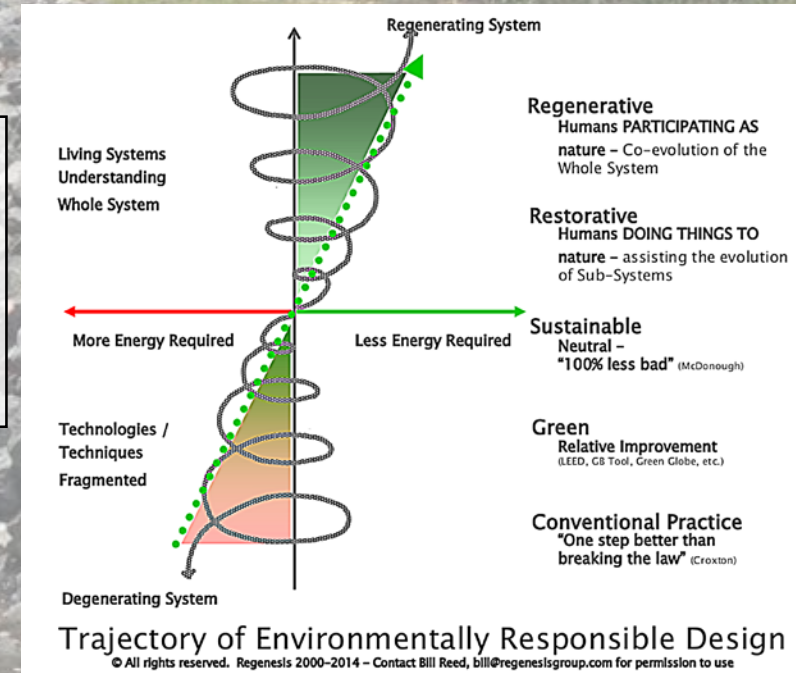 Regenerating System
Living Systems
Understanding
Whole System
More Energy Required
Less Energy Required
Technologies /
Techniques
Fragmented
Degenerating System
Regenerative
Humans PARTICIPATING AS
nature – Co-evolution of the
Whole System
Restorative
Humans DOING THINGS TO
nature – assisting the evolution
of Sub-Systems
Sustainable
Neutral –
"100% less bad" (McDonough)
Green
Relative Improvement
(LEED, GB Tool, Green Globe, etc.)
Conventional Practice
"One step better than
breaking the law" (Croxton)
Trajectory of Environmentally Responsible Design
© All rights reserved. Regenesis 2000-2014 – Contact Bill Reed, bill@regenesisgroup.com for permission to use